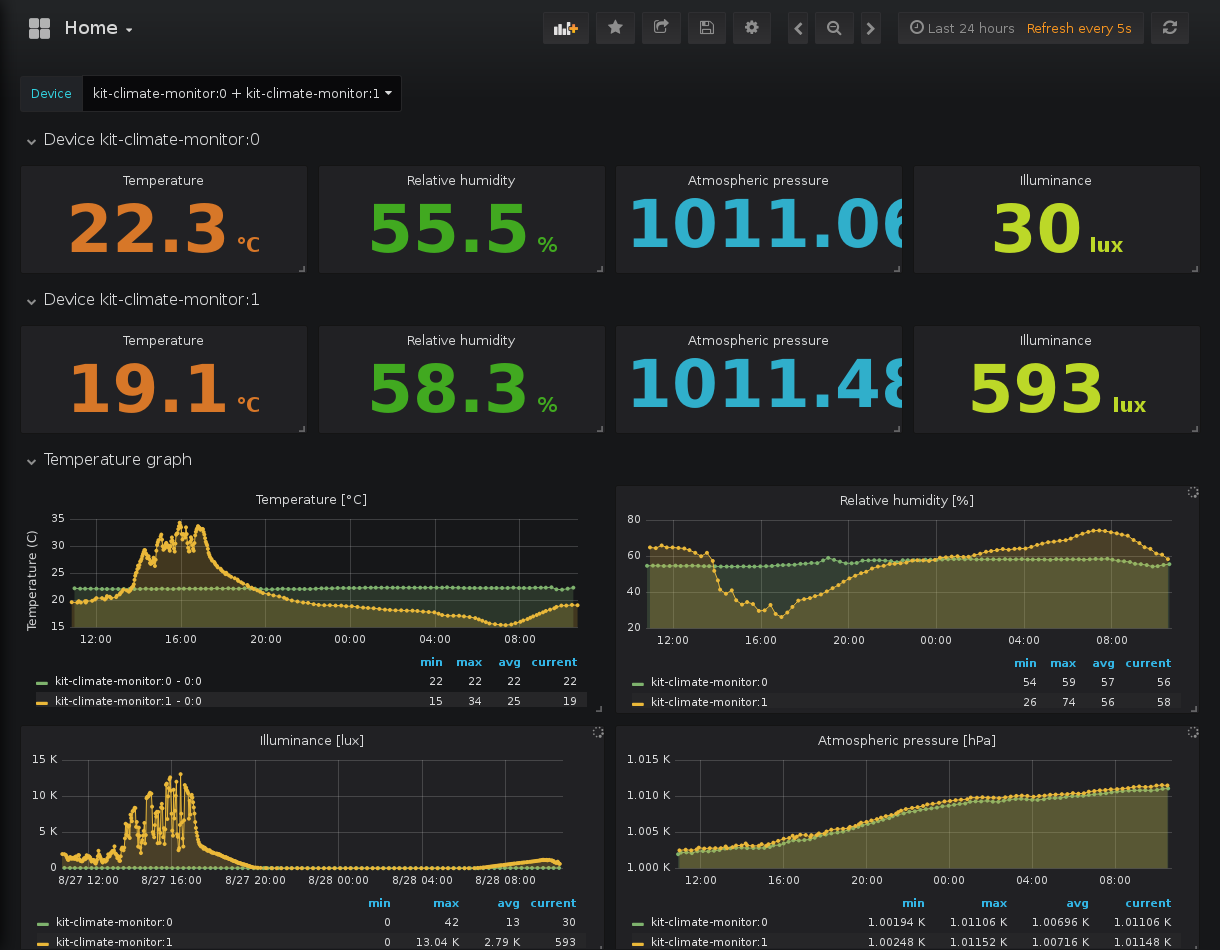 Home
Last 24 hours Refresh every 5s
Device kit-climate-monitor:0 + kit-climate-monitor:1
Device kit-climate-monitor:0
Temperature Relative humidity Atmospheric pressure Illuminance
22.3 °C 55.5 % 1011.06 30 lux
Device kit-climate-monitor:1
Temperature Relative humidity Atmospheric pressure Illuminance
19.1 °C 58.3 % 1011.48 593 lux
Temperature graph
Temperature [°C]
Temperature (C)
35
30
25
20
15
12:00 16:00 20:00 00:00 04:00 08:00
min max avg current
kit-climate-monitor:0 - 0:0 22 22 22 22
kit-climate-monitor:1 - 0:0 15 34 25 19
Relative humidity [%]
80
60
40
20
12:00 16:00 20:00 00:00 04:00 08:00
min max avg current
kit-climate-monitor:0 54 59 57 56
kit-climate-monitor:1 26 74 56 58
Illuminance [lux]
15 K
10 K
5 K
0
8/27 12:00 8/27 16:00 8/27 20:00 8/28 00:00 8/28 04:00 8/28 08:00
min max avg current
kit-climate-monitor:0 0 42 13 30
kit-climate-monitor:1 0 13.04 K 2.79 K 593
Atmospheric pressure [hPa]
1.015 K
1.010 K
1.005 K
1.000 K
12:00 16:00 20:00 00:00 04:00 08:00
min max avg current
kit-climate-monitor:0 1.00194 K 1.01106 K 1.00696 K 1.01106 K
kit-climate-monitor:1 1.00248 K 1.01152 K 1.00716 K 1.01148 K